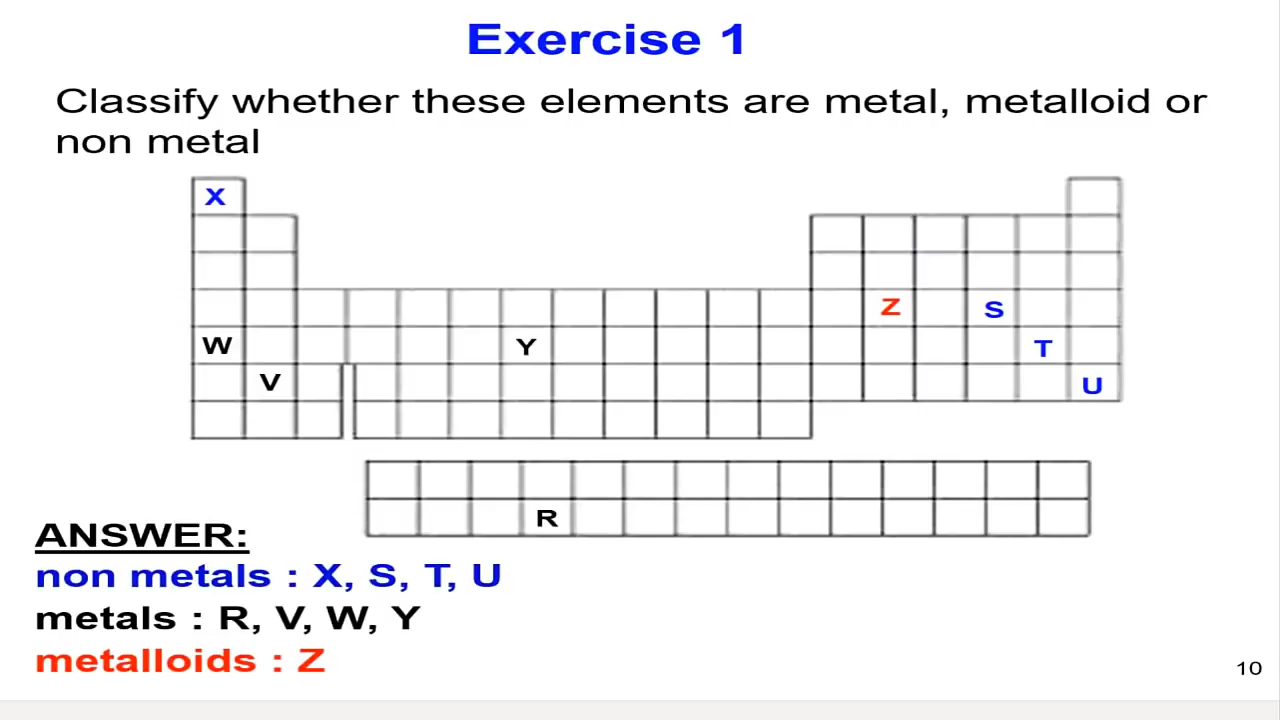 Exercise 1
Classify whether these elements are metal, metalloid or
non metal
X
Z
S
W
Y
T
V
U
R
ANSWER:
non metals : X, S, T, U
metals : R, V, W, Y
metalloids : Z
10